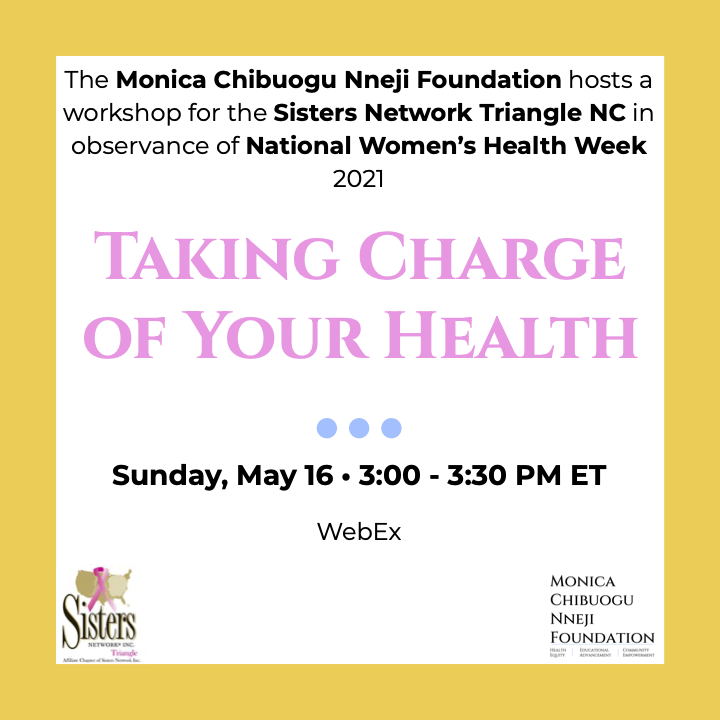 The Monica Chibuogu Nneji Foundation hosts a
workshop for the Sisters Network Triangle NC in
observance of National Women’s Health Week
2021
Taking Charge
of Your Health
Sunday, May 16 • 3:00 - 3:30 PM ET
WebEx
Sisters
NETWORK® INC.
Triangle
Affiliate Chapter of Sisters Network Inc.
Monica
Chibuogu
Nneji
Foundation
Health Equity | Educational Advancement | Community Empowerment